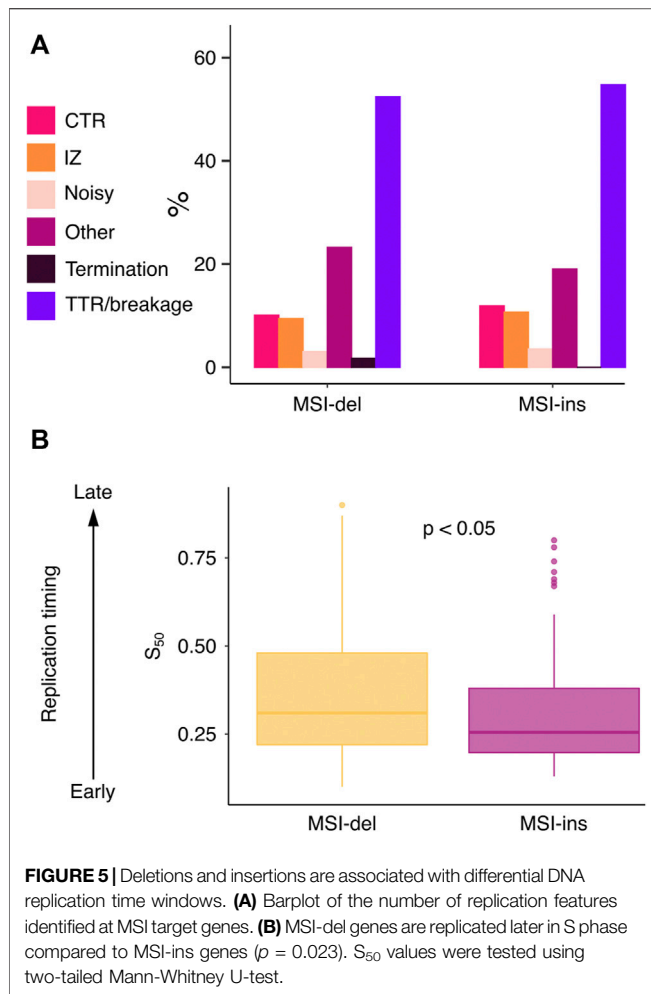 A
60
40
20
0
%
CTR
IZ
Noisy
Other
Termination
TTR/breakage
MSI-del MSI-ins
B
Late
Replication timing
Early
S50
0.75
0.50
0.25
p < 0.05
MSI-del MSI-ins
FIGURE 5 | Deletions and insertions are associated with differential DNA
replication time windows. (A) Barplot of the number of replication features
identified at MSI target genes. (B) MSI-del genes are replicated later in S phase
compared to MSI-ins genes (p = 0.023). S50 values were tested using
two-tailed Mann-Whitney U-test.